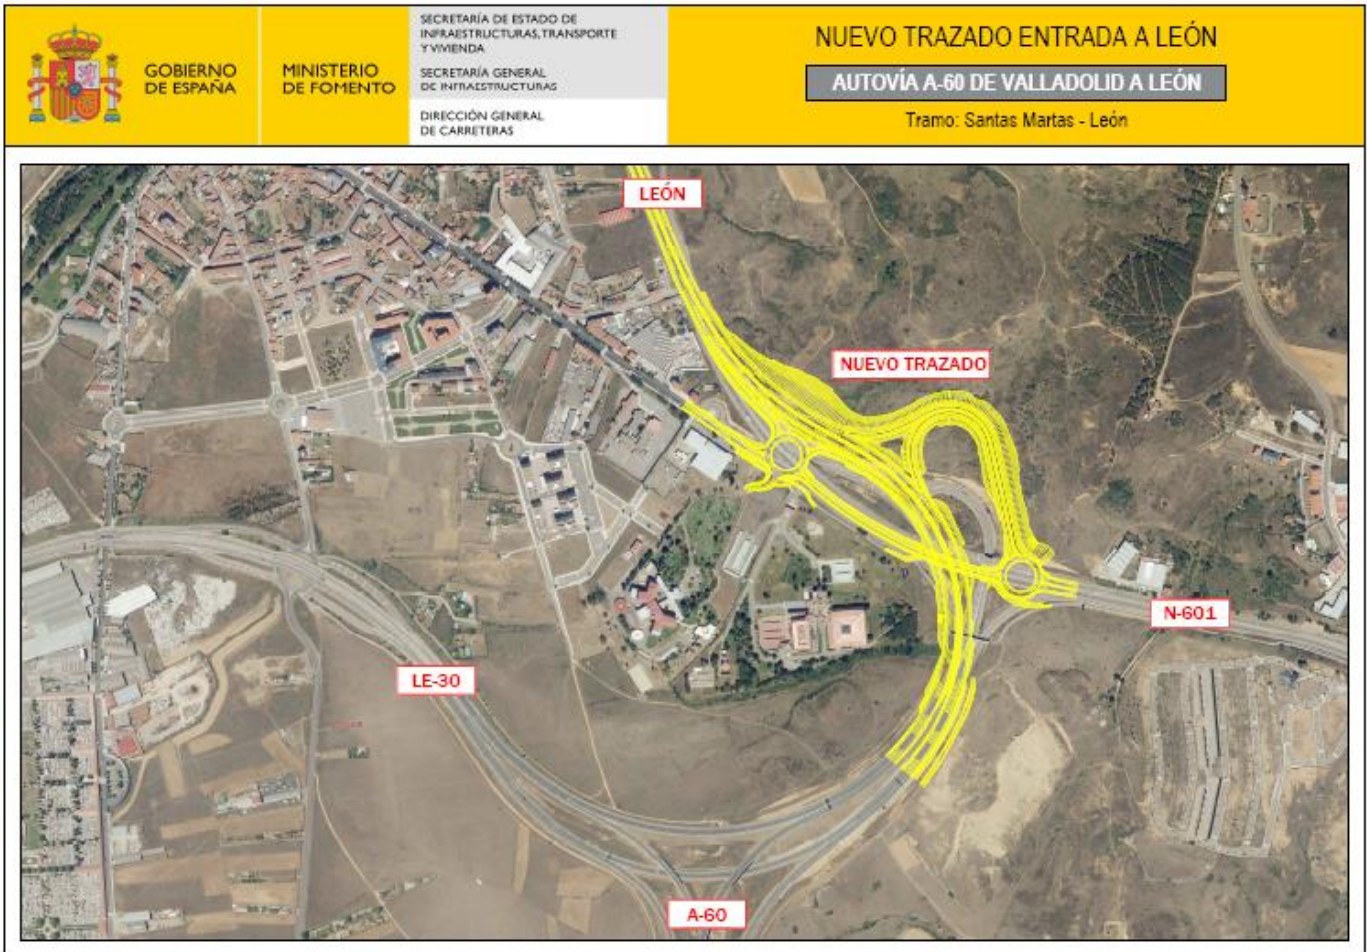 GOBIERNO
DE ESPAÑA
MINISTERIO
DE FOMENTO
SECRETARÍA DE ESTADO DE
INFRAESTRUCTURAS, TRANSPORTE
Y VIVIENDA
SECRETARÍA GENERAL
DE INFRAESTRUCTURAS
DIRECCIÓN GENERAL
DE CARRETERAS
NUEVO TRAZADO ENTRADA A LEÓN
AUTOVÍA A-60 DE VALLADOLID A LEÓN
Tramo: Santas Martas - León
LEÓN
NUEVO TRAZADO
N-601
LE-30
A-60